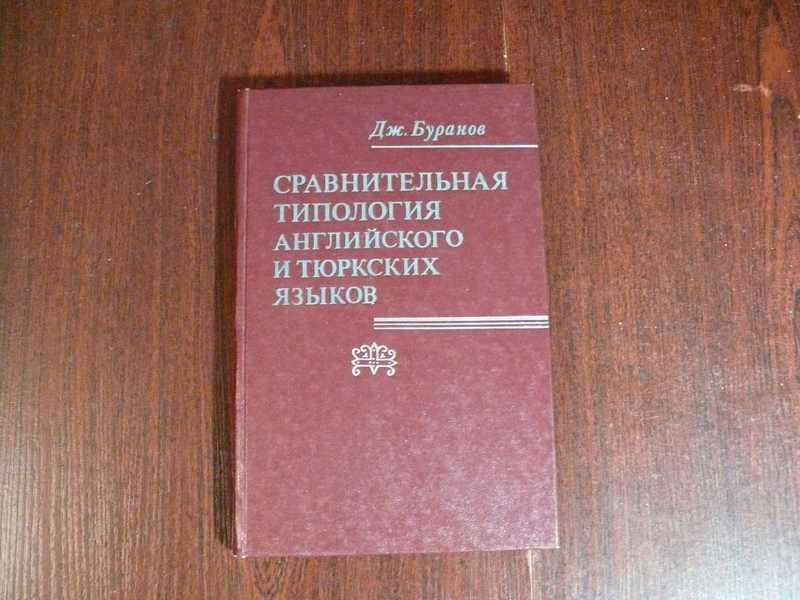 Дж. Буранов
СРАВНИТЕЛЬНАЯ
ТИПОЛОГИЯ
АНГЛИЙСКОГО
И ТЮРКСКИХ
ЯЗЫКОВ